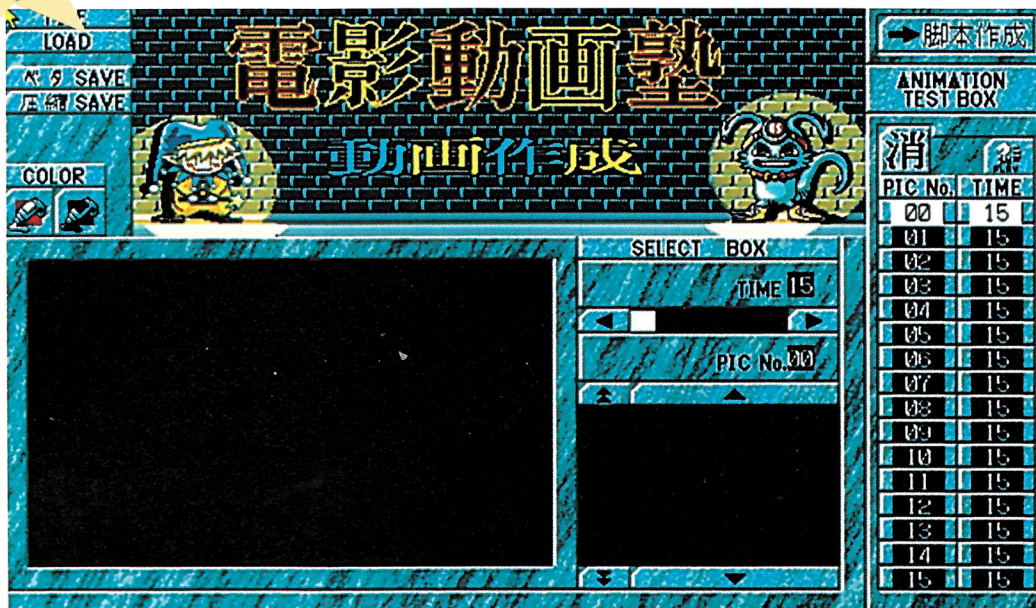 LOAD
ベタ SAVE
圧縮 SAVE
COLOR
電影動画塾
動画作成
→脚本作成
ANIMATION
TEST BOX
消
PIC No. TIME
00 15
01 15
02 15
03 15
04 15
05 15
06 15
07 15
08 15
09 15
10 15
11 15
12 15
13 15
14 15
15 15
SELECT BOX
TIME 15
PIC No.00